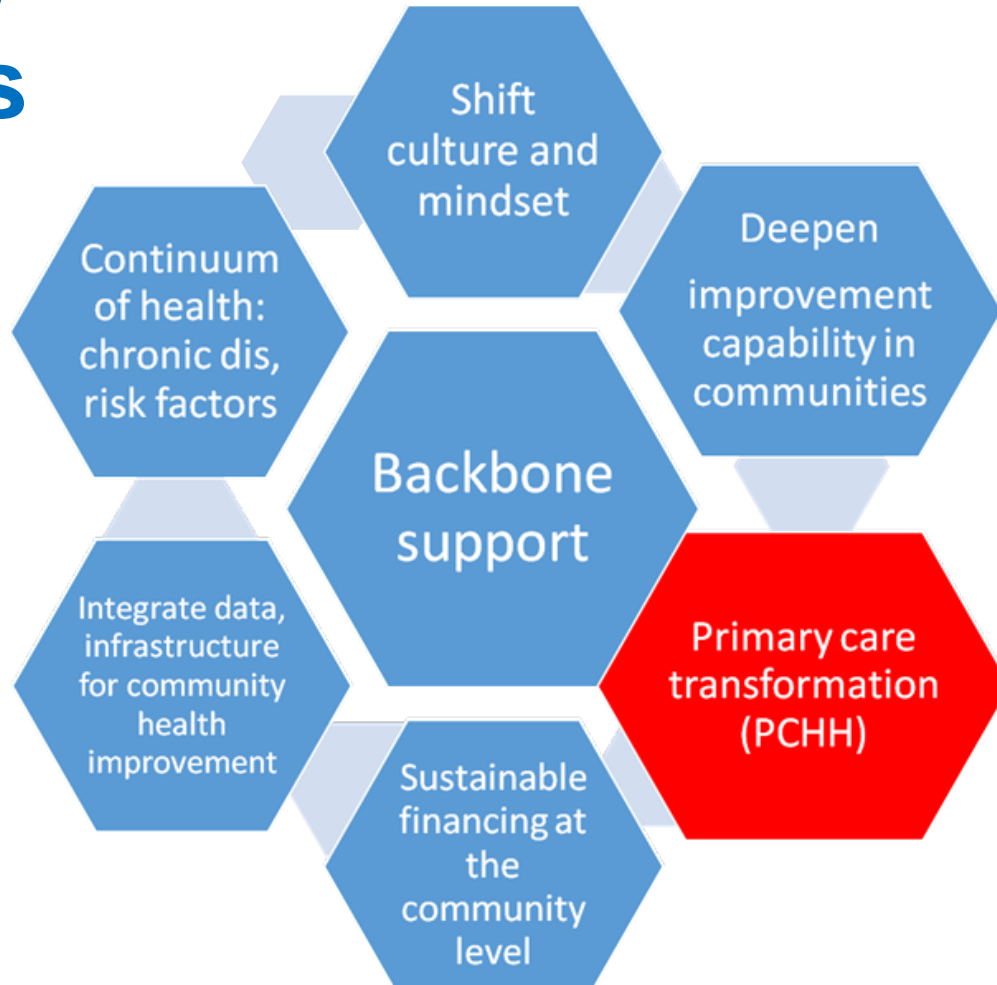 s
Shift
culture and
mindset
Deepen
improvement
capability in
communities
Primary care
transformation
(PCHH)
Sustainable
financing at
the
community
level
Integrate data,
infrastructure
for community
health
improvement
Continuum
of health:
chronic dis,
risk factors
Backbone
support